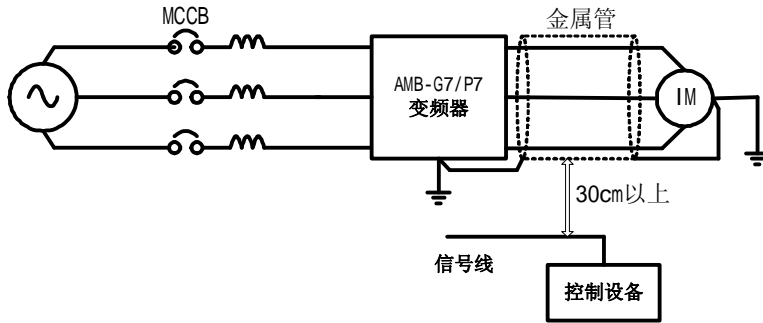 MCCB
金属管
AMB-G7/P7
变频器
IM
30cm以上
信号线
控制设备